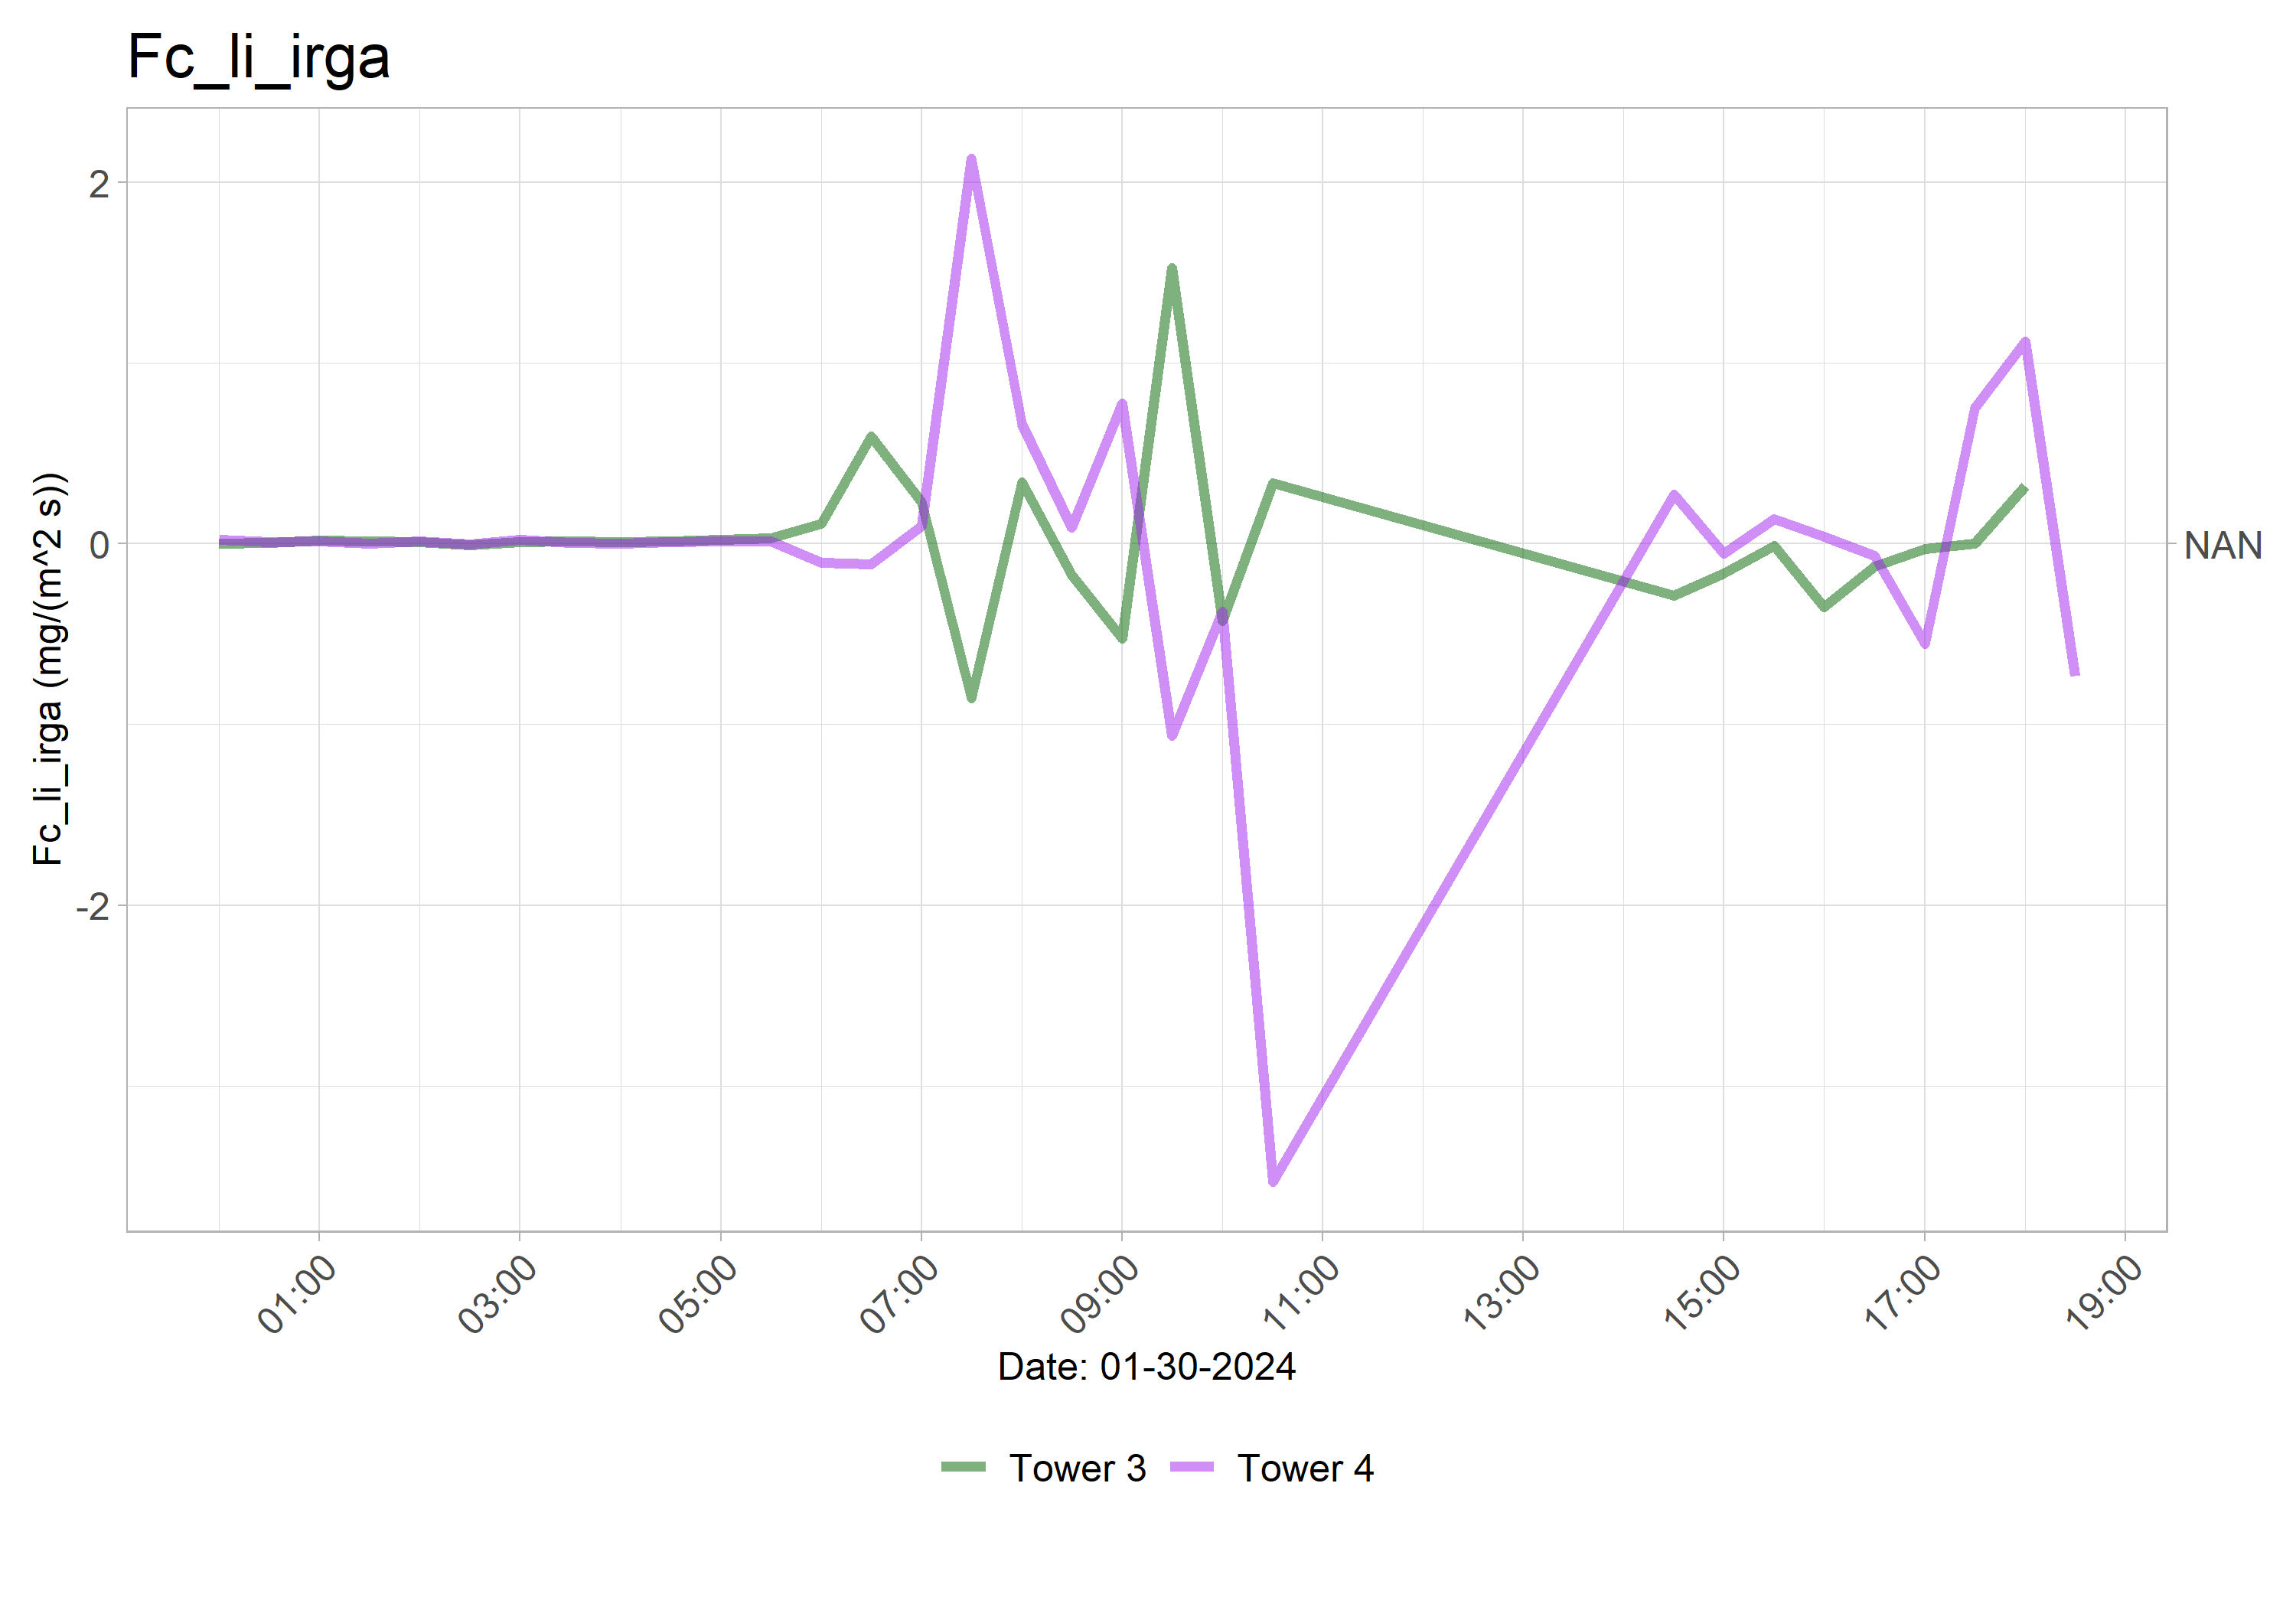 Fc_li_irga
Fc_li_irga (mg/(m^2 s))
2
0
-2
NAN
01:00
03:00
05:00
07:00
09:00
11:00
13:00
15:00
17:00
19:00
Date: 01-30-2024
Tower 3
Tower 4